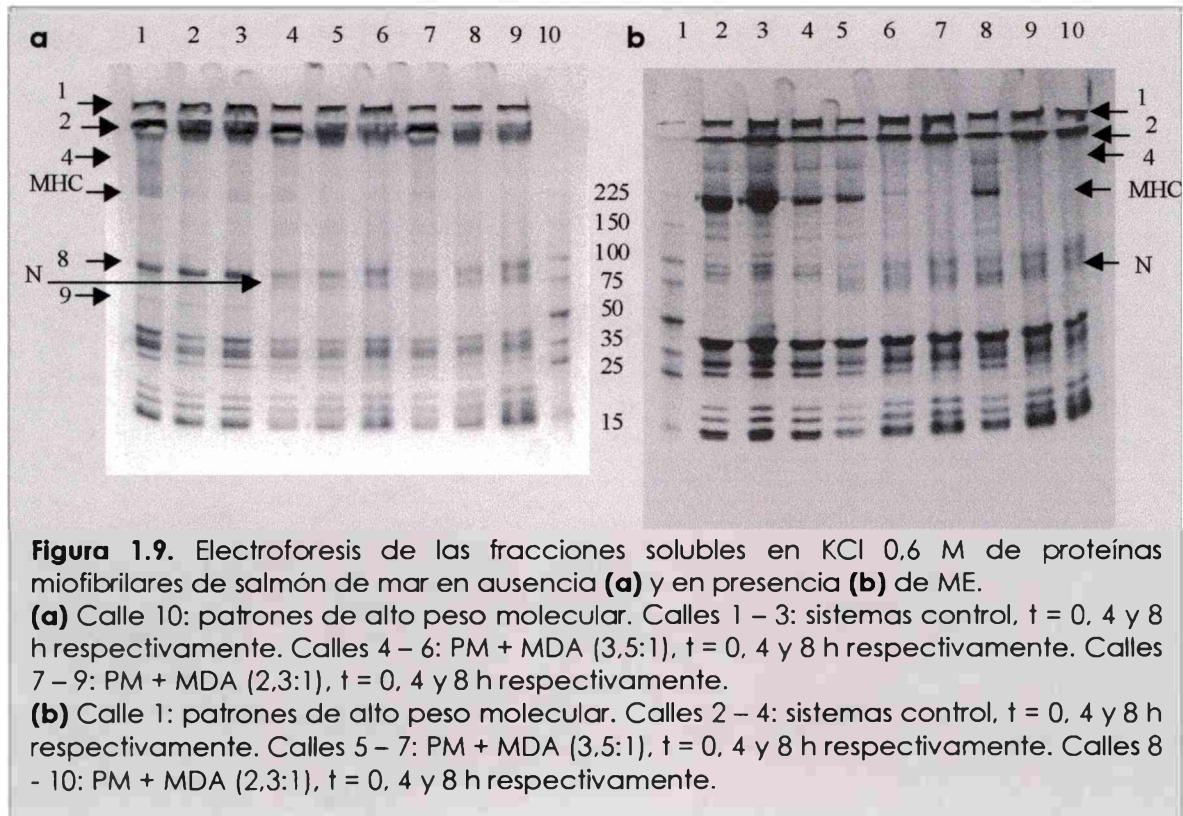 a 1 2 3 4 5 6 7 8 9 10 b 1 2 3 4 5 6 7 8 9 10
1
2
4
MHC
8
N
9
225
150
100
75
50
35
25
15
1
2
4
MHC
N
Figura 1.9. Electroforesis de las fracciones solubles en KCl 0,6 M de proteínas
miofibrilares de salmón de mar en ausencia (a) y en presencia (b) de ME.
(a) Calle 10: patrones de alto peso molecular. Calles 1 – 3: sistemas control, t = 0, 4 y 8
h respectivamente. Calles 4 – 6: PM + MDA (3,5:1), t = 0, 4 y 8 h respectivamente. Calles
7 – 9: PM + MDA (2,3:1), t = 0, 4 y 8 h respectivamente.
(b) Calle 1: patrones de alto peso molecular. Calles 2 – 4: sistemas control, t = 0, 4 y 8 h
respectivamente. Calles 5 – 7: PM + MDA (3,5:1), t = 0, 4 y 8 h respectivamente. Calles 8
- 10: PM + MDA (2,3:1), t = 0, 4 y 8 h respectivamente.